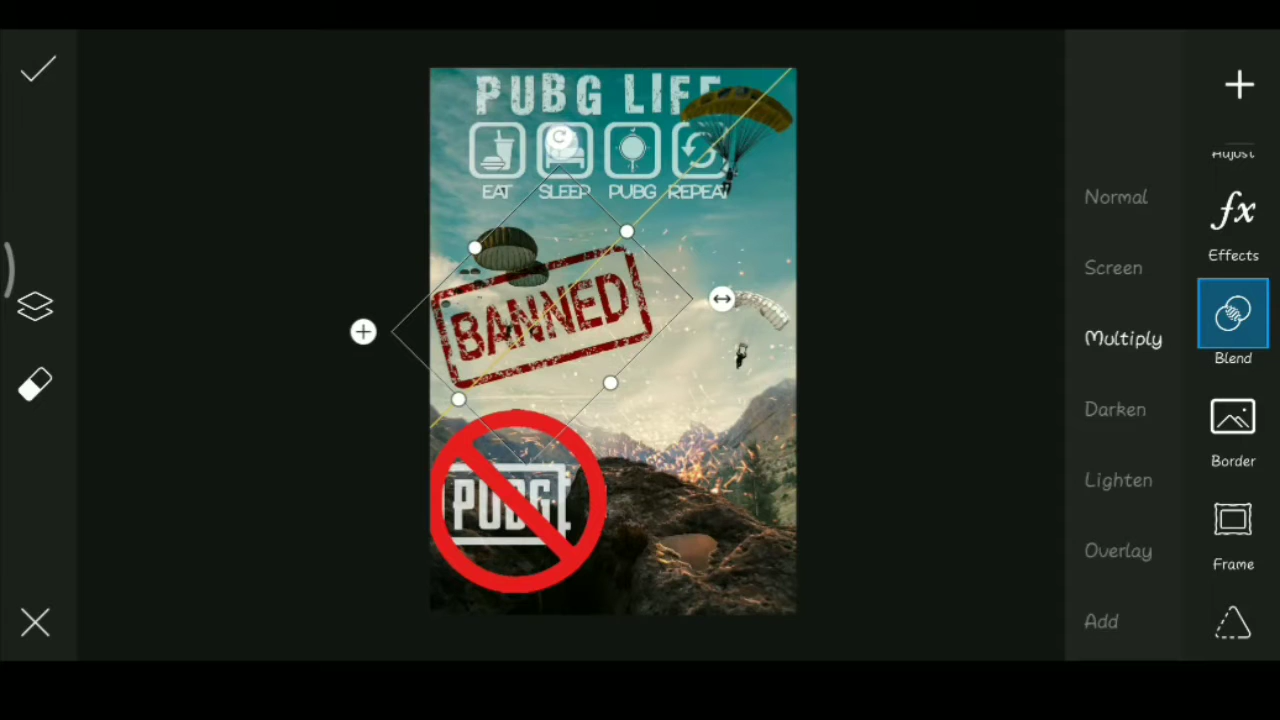 PUBG LIFE
EAT SLEEP PUBG REPEAT
BANNED
PUBG
Adjust
Effects
Blend
Border
Frame
Normal
Screen
Multiply
Darken
Lighten
Overlay
Add